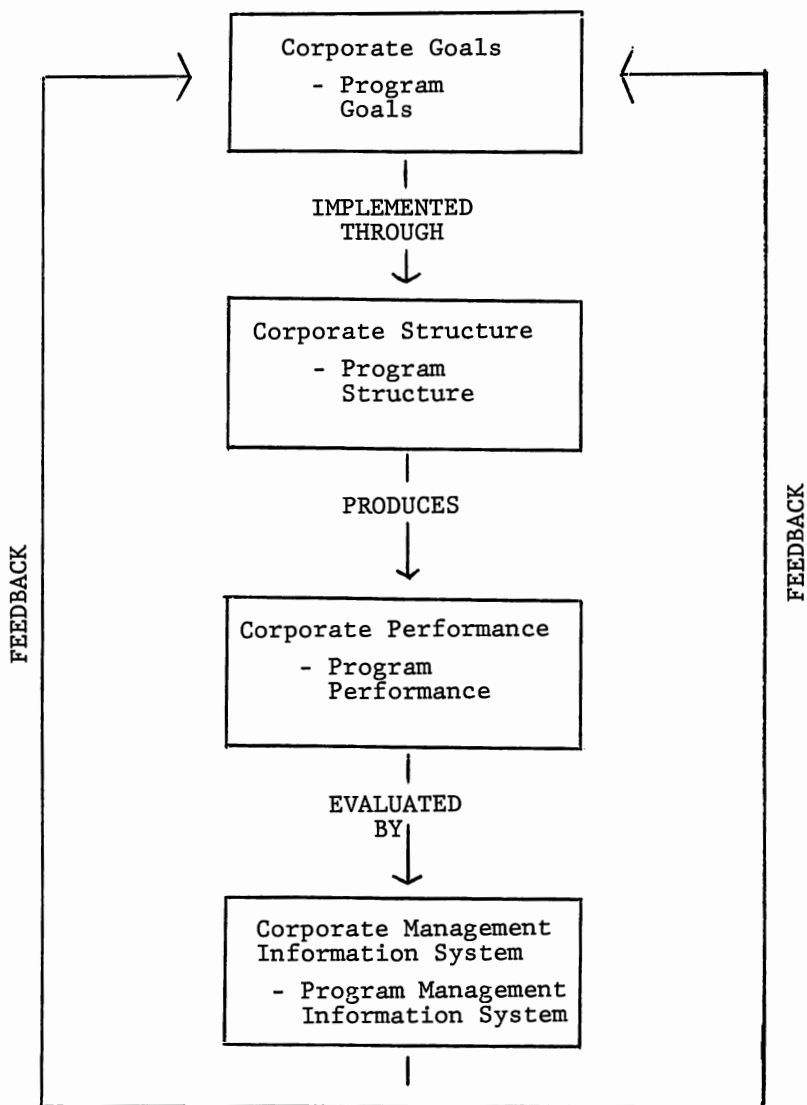 Corporate Goals
- Program
Goals
IMPLEMENTED
THROUGH
Corporate Structure
- Program
Structure
PRODUCES
FEEDBACK
FEEDBACK
Corporate Performance
- Program
Performance
EVALUATED
BY
Corporate Management
Information System
- Program Management
Information System